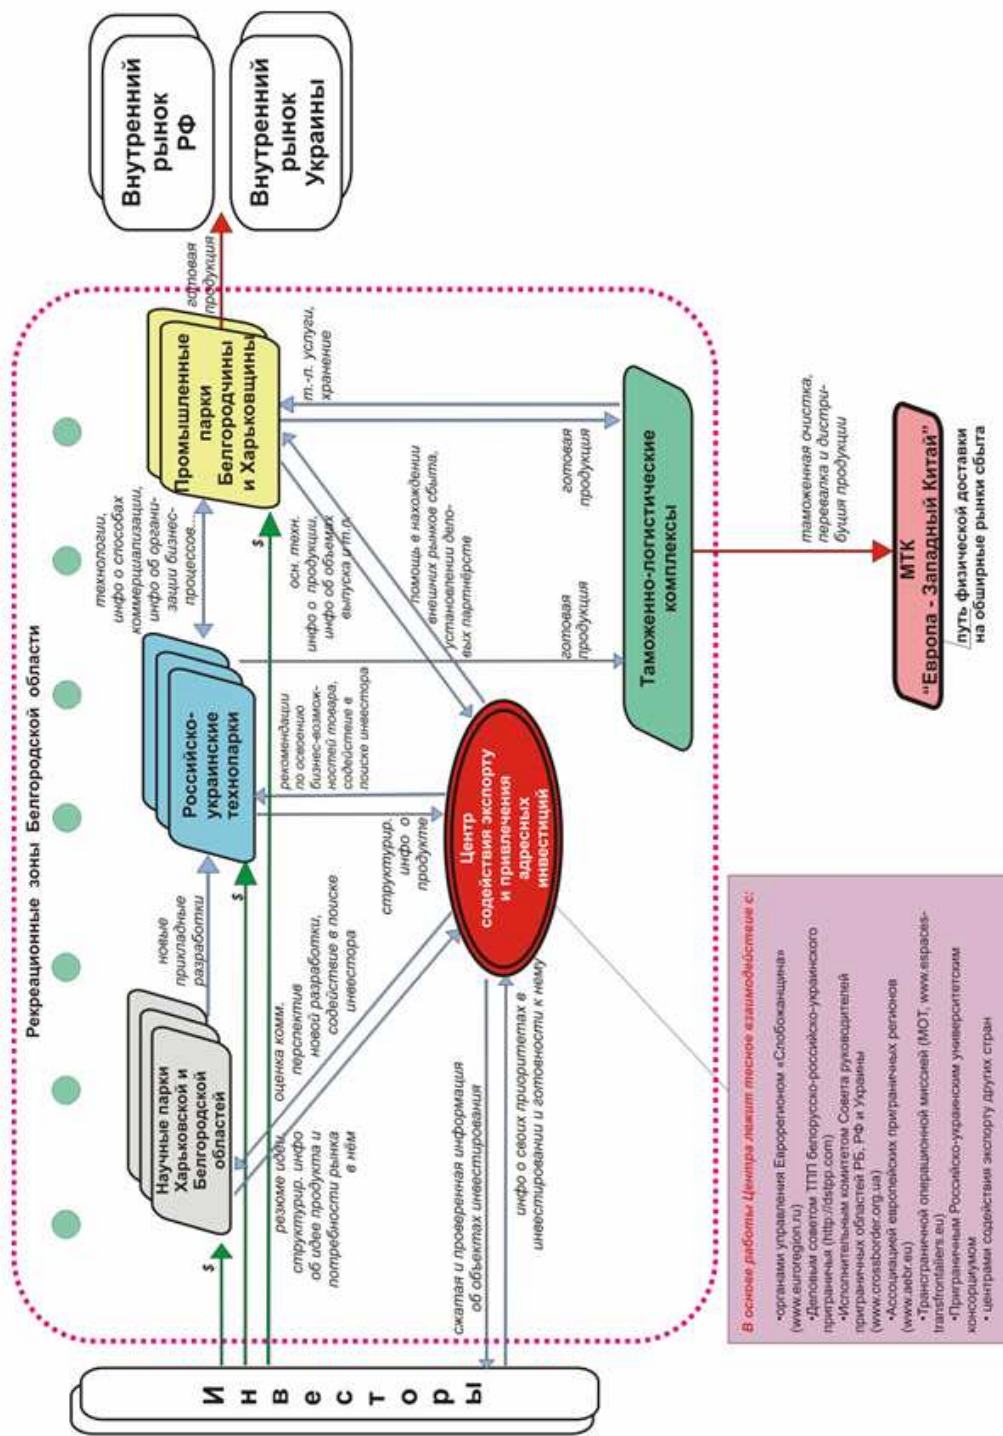 Рекреационные зоны Белгородской области
Инвесторы
$
$
$
Научные парки
Харьковской и
Белгородской
областей
новые
прикладные
разработки
Российско-
украинские
технопарки
технологии,
инфо о способах
коммерциализации,
инфо об органи-
зации бизнес-
процессов...
Промышленные
парки
Белгородчины
и Харьковщины
готовая
продукция
Внутренний
рынок
РФ
Внутренний
рынок
Украины
резюме идеи,
структурир. инфо
об идее продукта и
потребности рынка
в нём
оценка комм.
перспектив
новой разработки,
содействие в поиске
инвестора
структурир.
инфо о
продукте
рекомендации
по освоению
бизнес-возмож-
ностей товара,
содействие в
поиске инвестора
осн. техн.
инфо о продукции,
инфо об объемах
выпуска и т.п.
помощь в нахождении
внешних рынков сбыта,
установлении дело-
вых партнёрств
т.-л. услуги,
хранение
готовая
продукция
готовая
продукция
сжатая и проверенная информация
об объектах инвестирования
инфо о своих приоритетах в
инвестировании и готовности к нему
Центр
содействия экспорту
и привлечения
адресных
инвестиций
Таможенно-логистические
комплексы
таможенная очистка,
перевалка и дистри-
буция продукции
МТК
“Европа - Западный Китай”
путь физической доставки
на обширные рынки сбыта
В основе работы Центра лежит тесное взаимодействие с:
•органами управления Еврорегионом «Слобожанщина»
(www.euroregion.ru)
•Деловым советом ТПП белорусско-российско-украинского
приграничья (http://dstpp.com)
•Исполнительным комитетом Совета руководителей
приграничных областей РБ, РФ и Украины
(www.crossborder.org.ua)
•Ассоциацией европейских приграничных регионов
(www.aebr.eu)
•Трансграничной операционной миссией (МОТ, www.espaces-
transfrontaliers.eu)
•Приграничным Российско-украинским университетским
консорциумом
• центрами содействия экспорту других стран